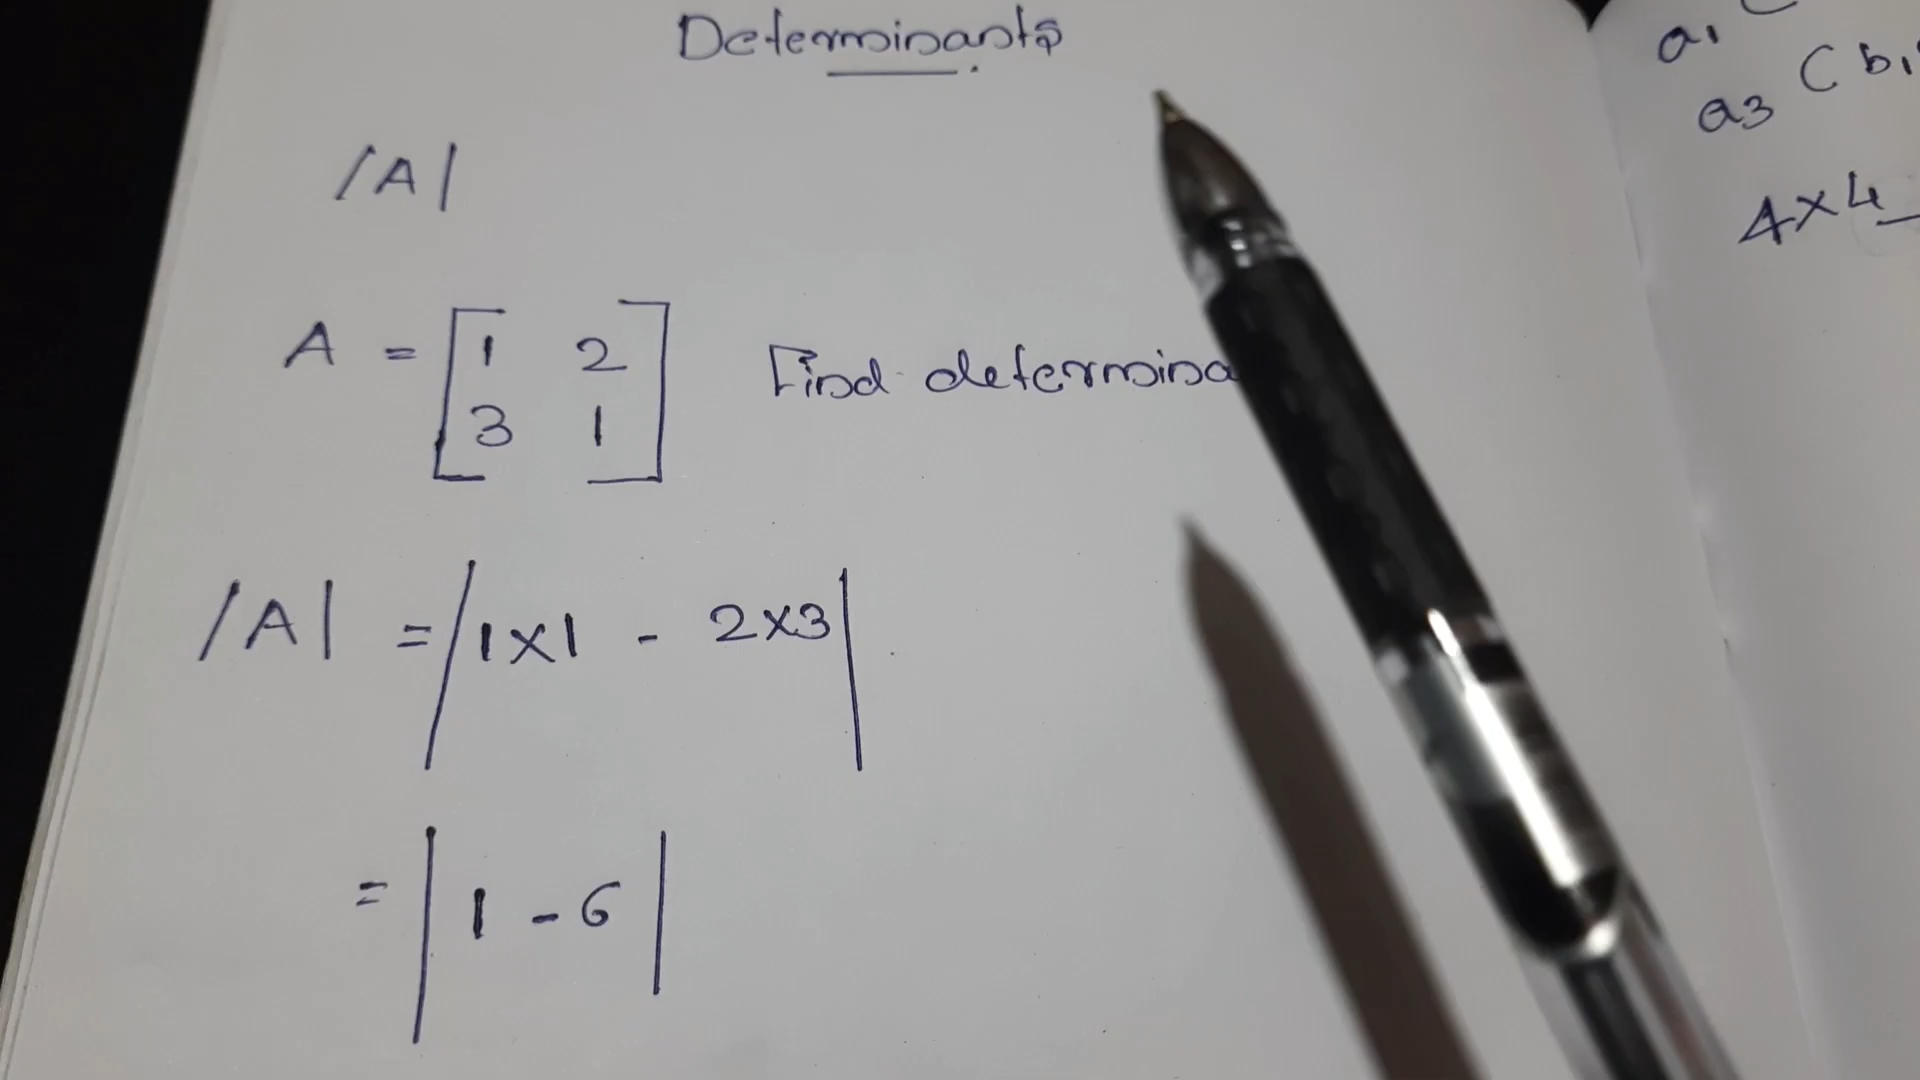 Determinants
|A|
A = [1 2
3 1] Find determina
|A| = |1x1 - 2x3|
= |1 - 6|
a1
a3 (b1
4x4